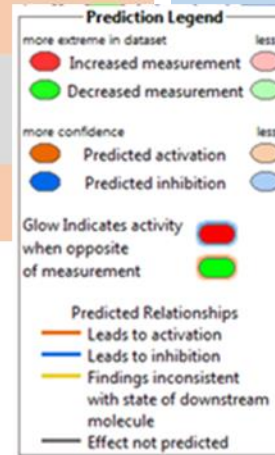 Prediction Legend
more extreme in dataset less
Increased measurement
Decreased measurement
more confidence less
Predicted activation
Predicted inhibition
Glow Indicates activity
when opposite
of measurement
Predicted Relationships
Leads to activation
Leads to inhibition
Findings inconsistent
with state of downstream
molecule
Effect not predicted